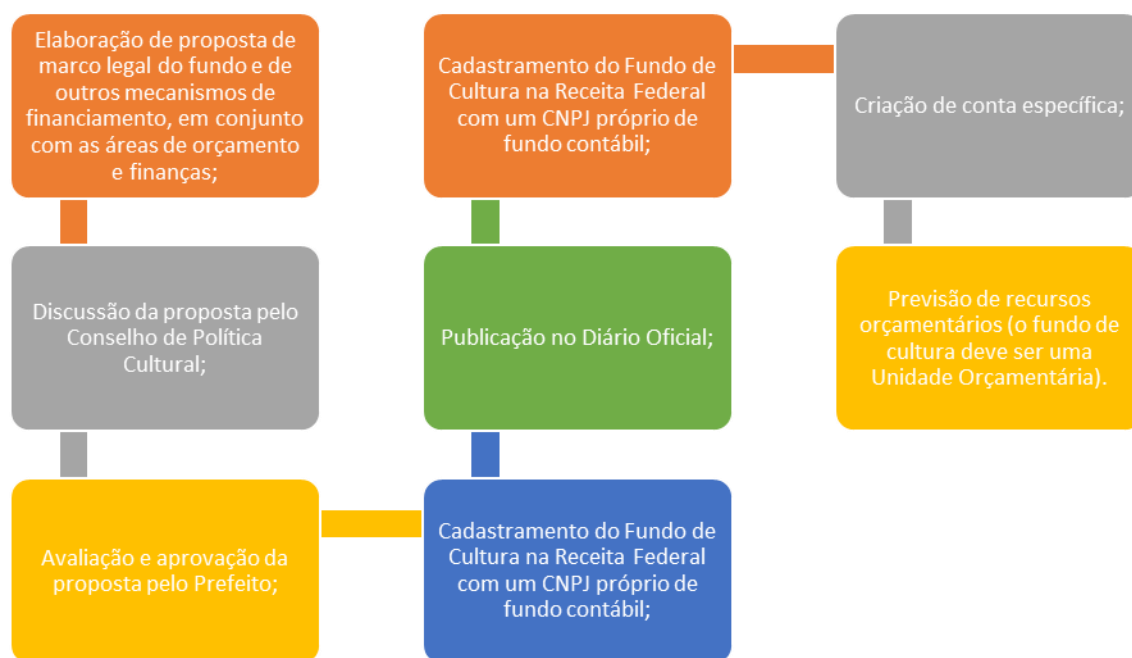 Elaboração de proposta de
marco legal do fundo e de
outros mecanismos de
financiamento, em conjunto
com as áreas de orçamento
e finanças;
Discussão da proposta pelo
Conselho de Política
Cultural;
Avaliação e aprovação da
proposta pelo Prefeito;
Cadastramento do Fundo de
Cultura na Receita Federal
com um CNPJ próprio de
fundo contábil;
Publicação no Diário Oficial;
Cadastramento do Fundo de
Cultura na Receita Federal
com um CNPJ próprio de
fundo contábil;
Criação de conta específica;
Previsão de recursos
orçamentários (o fundo de
cultura deve ser uma
Unidade Orçamentária).